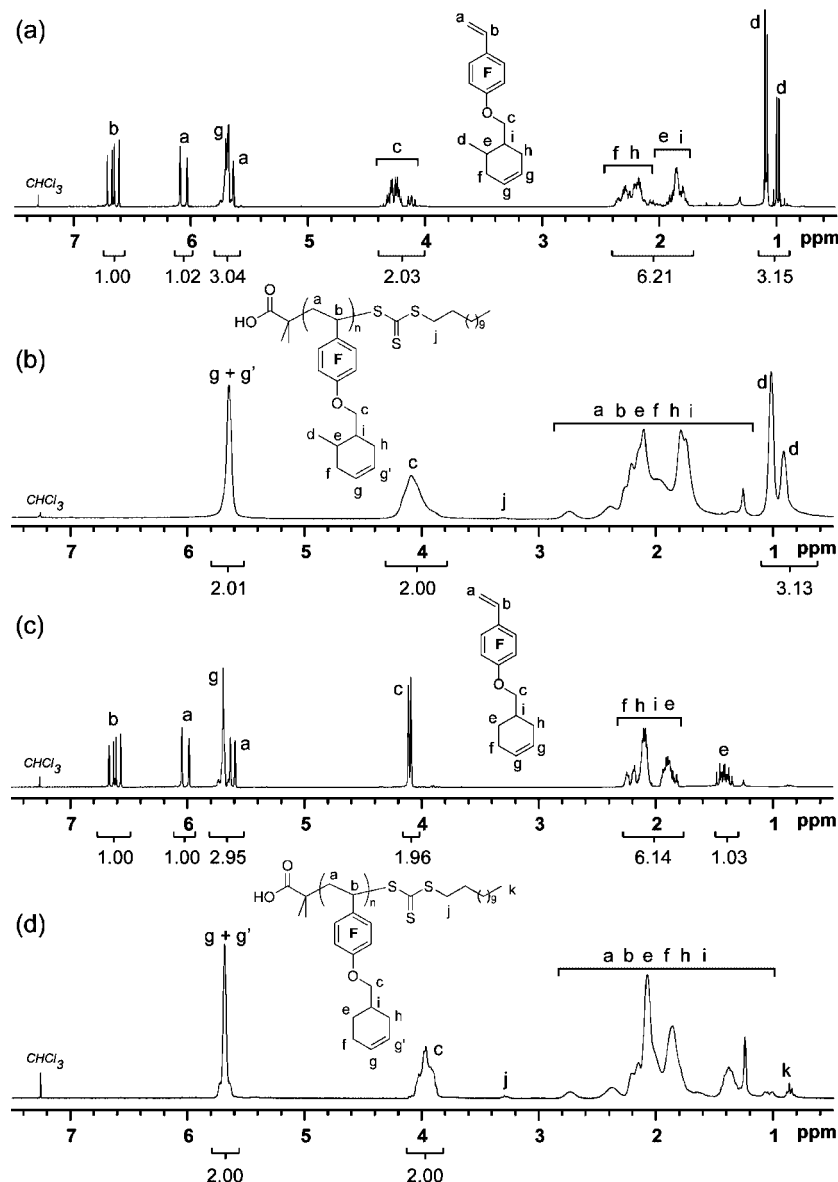 (a)
a
b
F
O
c
d
e
i
h
f
g
g
b
a
g
a
c
f h
e i
d
d
CHCl3
7 6 5 4 3 2 1 ppm
1.00 1.02 3.04 2.03 6.21 3.15
(b)
O
HO
a
b
n
S
S
S
9
j
F
O
c
d
e
i
h
f
g
g'
g + g'
c
j
a b e f h i
d
d
CHCl3
7 6 5 4 3 2 1 ppm
2.01 2.00 3.13
(c)
a
b
F
O
c
e
i
h
f
g
g
b
a
g
a
c
f h i e
e
CHCl3
7 6 5 4 3 2 1 ppm
1.00 1.00 2.95 1.96 6.14 1.03
(d)
O
HO
a
b
n
S
S
S
9
k
j
F
O
c
e
i
h
f
g
g'
g + g'
c
j
a b e f h i
k
CHCl3
7 6 5 4 3 2 1 ppm
2.00 2.00